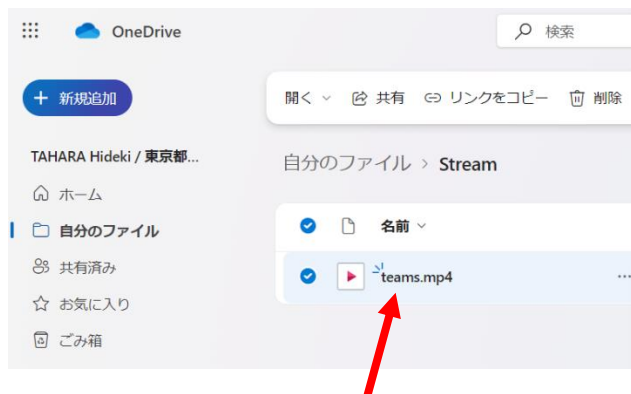 OneDrive
検索
+ 新規追加
開く 共有 リンクをコピー 削除
TAHARA Hideki / 東京都...
自分のファイル > Stream
ホーム
自分のファイル
名前
共有済み
teams.mp4
お気に入り
ごみ箱